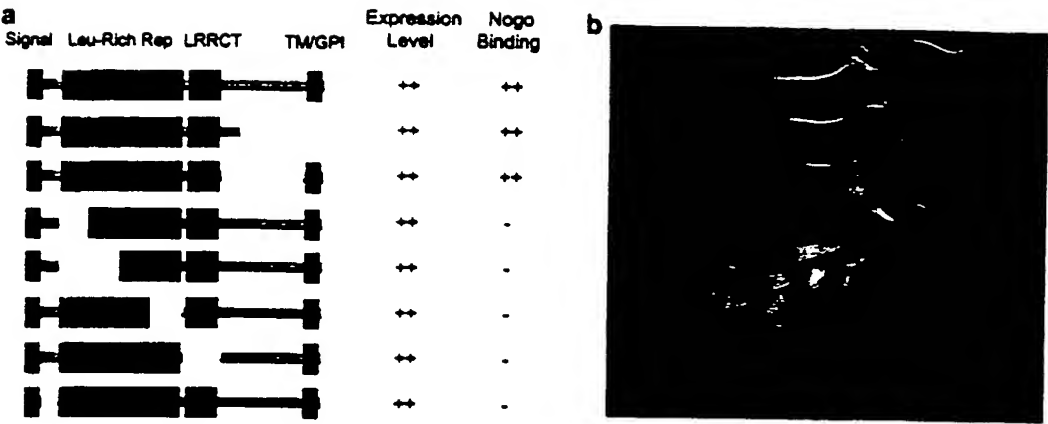 a
Signal Leu-Rich Rep LRRCT TM/GPI Expression Level Nogo Binding
++ ++
++ ++
++ ++
++ -
++ -
++ -
++ -
++ -
b